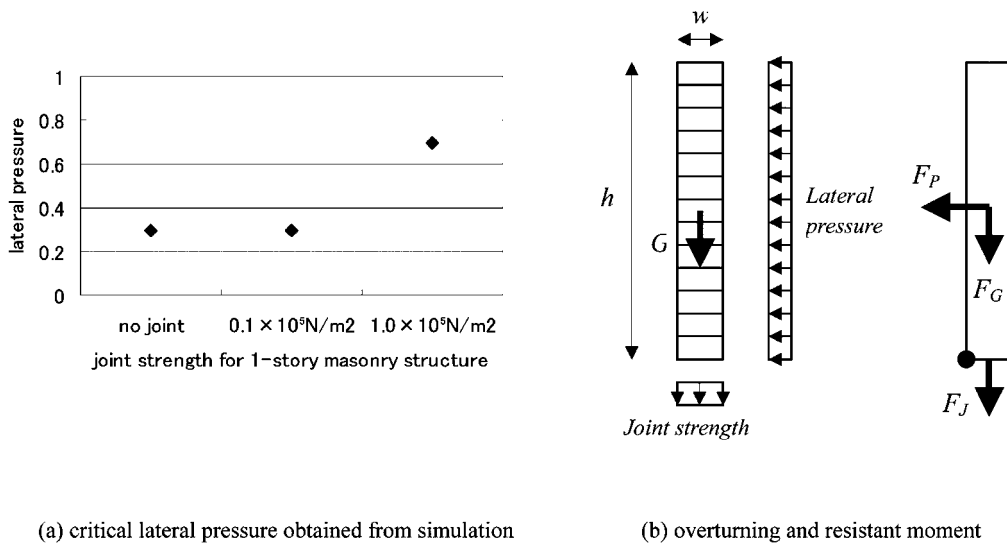 lateral pressure
1
0.8
0.6
0.4
0.2
0
no joint
0.1×10⁵N/m2
1.0×10⁵N/m2
joint strength for 1-story masonry structure
(a) critical lateral pressure obtained from simulation
w
h
G
Lateral
pressure
Joint strength
F_P
F_G
F_J
(b) overturning and resistant moment